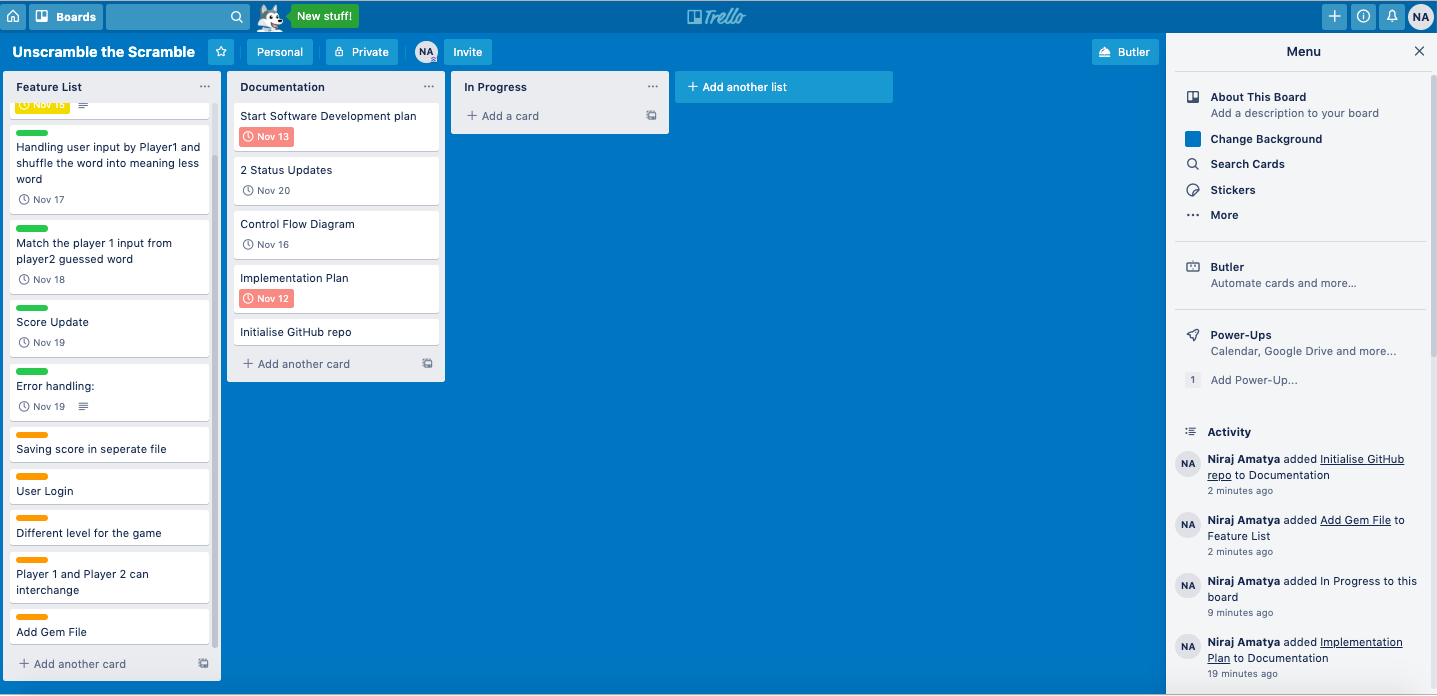 Boards
New stuff!
Trello
NA
Unscramble the Scramble
Personal
Private
NA
Invite
Butler
Feature List
Nov 15
Handling user input by Player1 and
shuffle the word into meaning less
word
Nov 17
Match the player 1 input from
player2 guessed word
Nov 18
Score Update
Nov 19
Error handling:
Nov 19
Saving score in seperate file
User Login
Different level for the game
Player 1 and Player 2 can
interchange
Add Gem File
+ Add another card
Documentation
Start Software Development plan
Nov 13
2 Status Updates
Nov 20
Control Flow Diagram
Nov 16
Implementation Plan
Nov 12
Initialise GitHub repo
+ Add another card
In Progress
+ Add a card
+ Add another list
Menu
About This Board
Add a description to your board
Change Background
Search Cards
Stickers
More
Butler
Automate cards and more...
Power-Ups
Calendar, Google Drive and more...
1 Add Power-Up...
Activity
NA
Niraj Amatya added Initialise GitHub
repo to Documentation
2 minutes ago
NA
Niraj Amatya added Add Gem File to
Feature List
2 minutes ago
NA
Niraj Amatya added In Progress to this
board
9 minutes ago
NA
Niraj Amatya added Implementation
Plan to Documentation
19 minutes ago